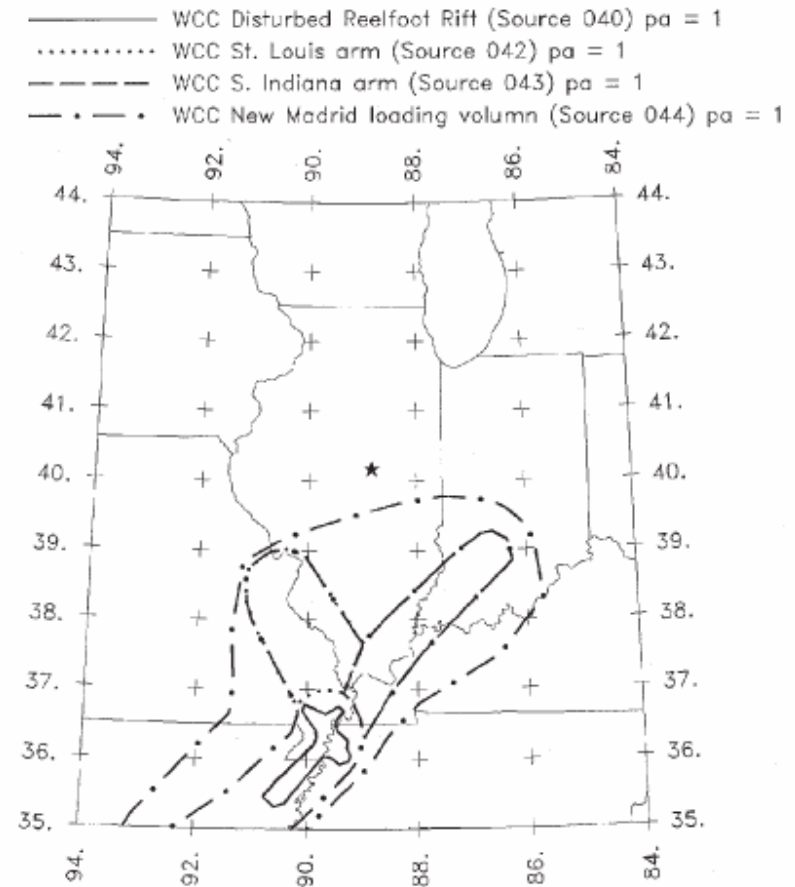 WCC Disturbed Reelfoot Rift (Source 040) pa = 1
WCC St. Louis arm (Source 042) pa = 1
WCC S. Indiana arm (Source 043) pa = 1
WCC New Madrid loading volumn (Source 044) pa = 1
94. 92. 90. 88. 86. 84.
44. 44.
43. 43.
42. 42.
41. 41.
40. 40.
39. 39.
38. 38.
37. 37.
36. 36.
35. 35.
94. 92. 90. 88. 86. 84.